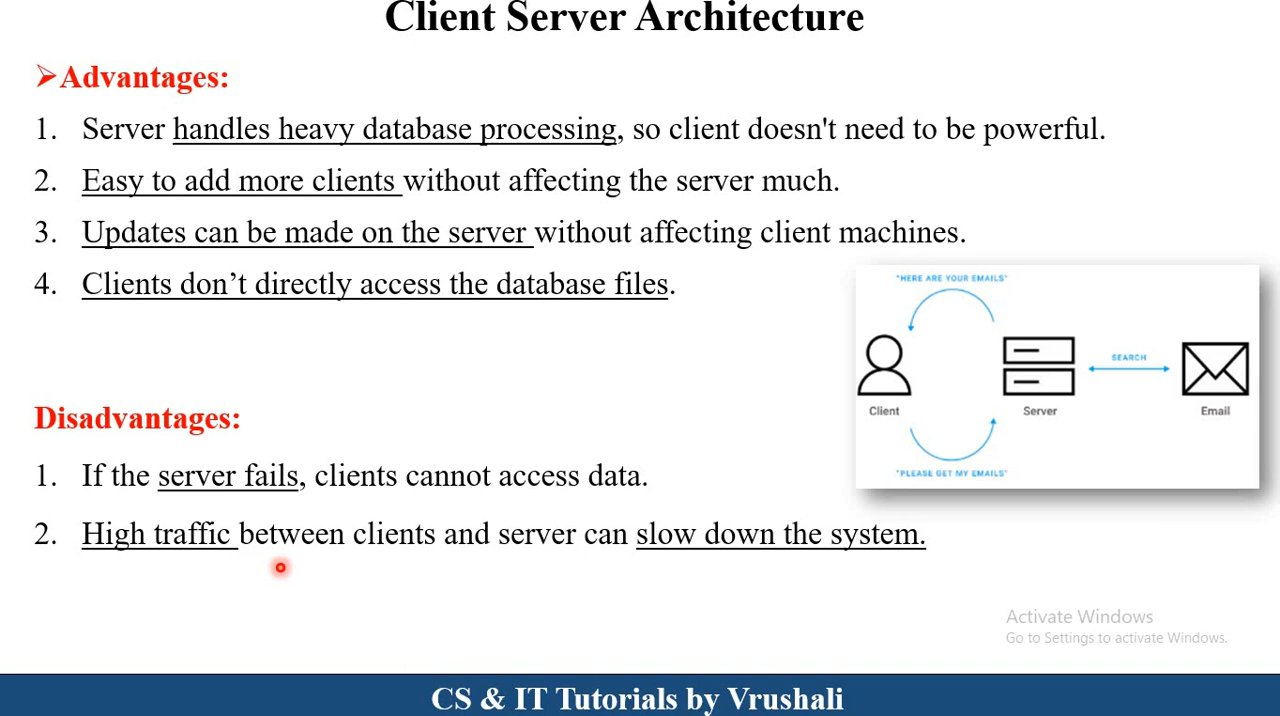 Client Server Architecture
Advantages:
1. Server handles heavy database processing, so client doesn't need to be powerful.
2. Easy to add more clients without affecting the server much.
3. Updates can be made on the server without affecting client machines.
4. Clients don’t directly access the database files.
"HERE ARE YOUR EMAILS"
SEARCH
Client
Server
Email
"PLEASE GET MY EMAILS"
Disadvantages:
1. If the server fails, clients cannot access data.
2. High traffic between clients and server can slow down the system.
Activate Windows
Go to Settings to activate Windows.
CS & IT Tutorials by Vrushali